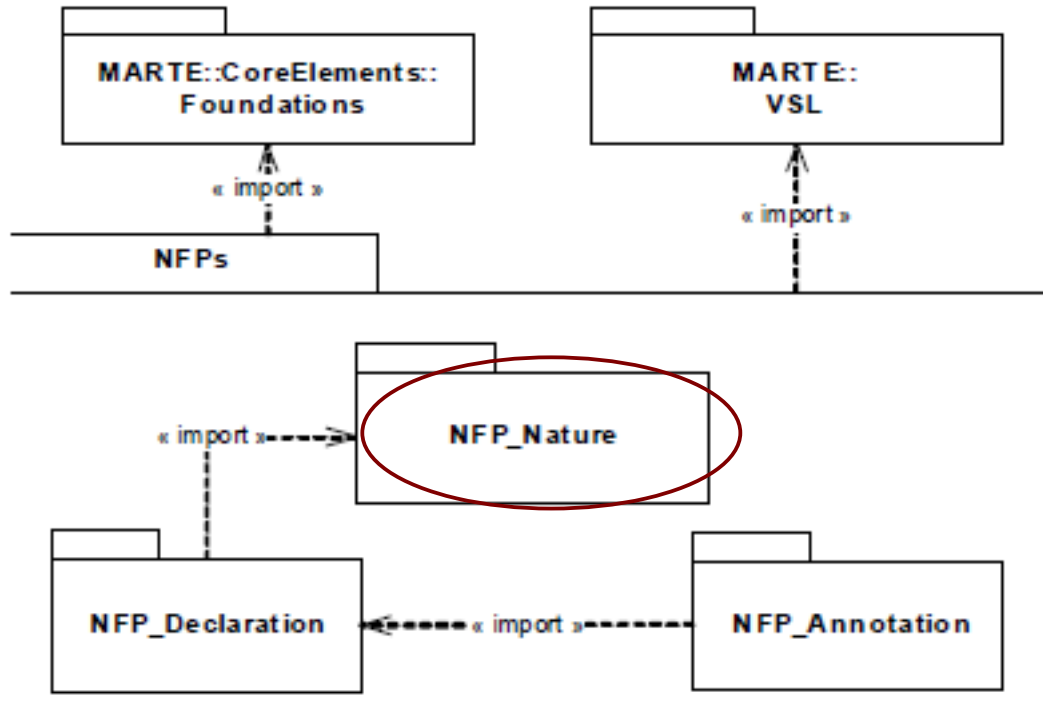 MARTE::CoreElements::
Foundations
MARTE::
VSL
« import »
« import »
NFPs
NFP_Nature
« import »
NFP_Declaration
« import »
NFP_Annotation